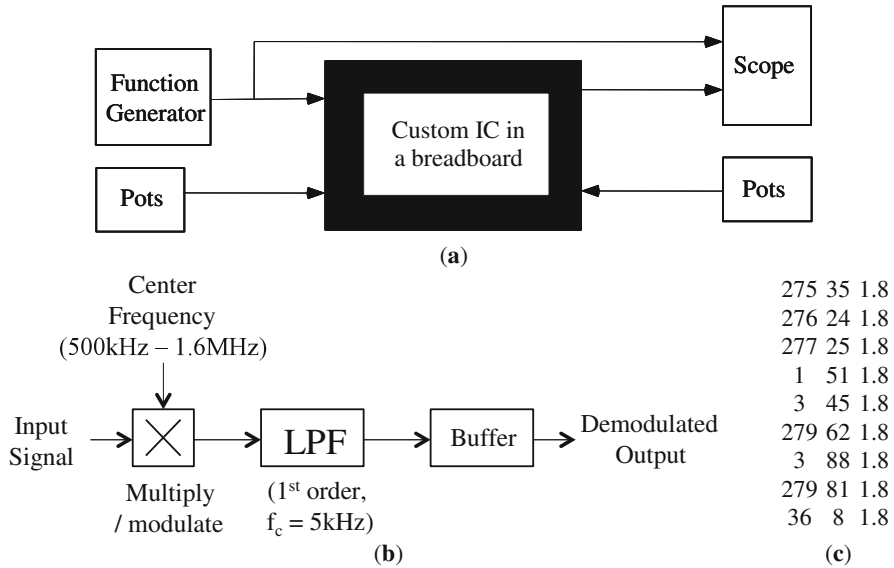 Function
Generator
Pots
Custom IC in
a breadboard
Scope
Pots
(a)
Center
Frequency
(500kHz – 1.6MHz)
Input
Signal
Multiply
/ modulate
LPF
(1st order,
fc = 5kHz)
Buffer
Demodulated
Output
(b)
275 35 1.8
276 24 1.8
277 25 1.8
1 51 1.8
3 45 1.8
279 62 1.8
3 88 1.8
279 81 1.8
36 8 1.8
(c)